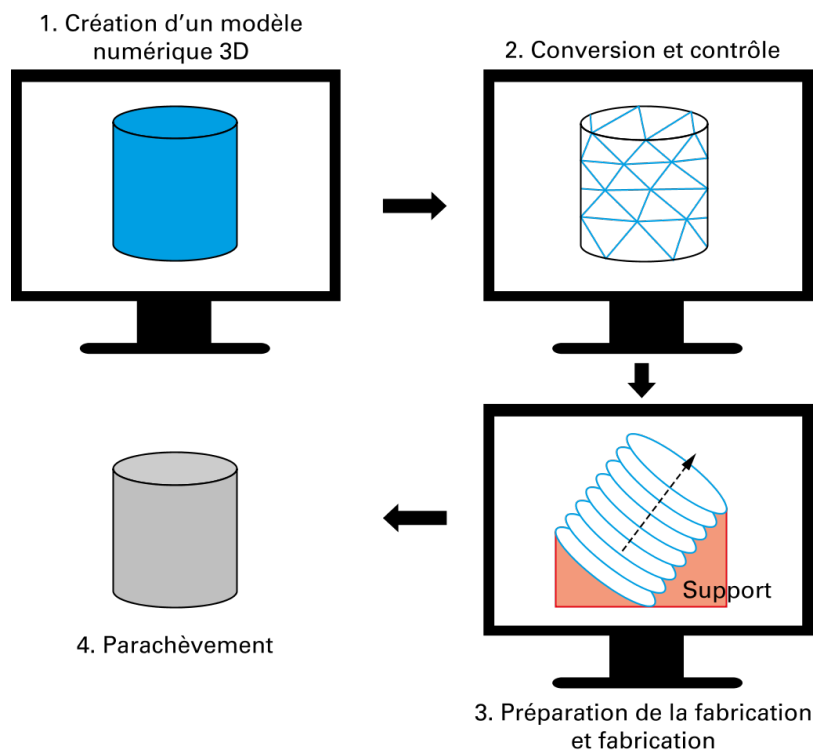 1. Création d’un modèle
numérique 3D
2. Conversion et contrôle
Support
3. Préparation de la fabrication
et fabrication
4. Parachèvement